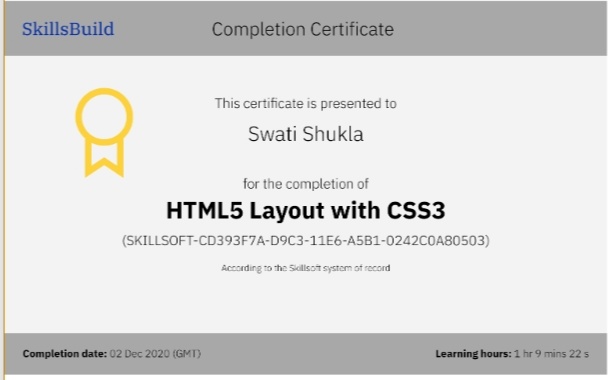 SkillsBuild
Completion Certificate
This certificate is presented to
Swati Shukla
for the completion of
HTML5 Layout with CSS3
(SKILLSOFT-CD393F7A-D9C3-11E6-A5B1-0242C0A80503)
According to the Skillsoft system of record
Completion date: 02 Dec 2020 (GMT)
Learning hours: 1 hr 9 mins 22 s